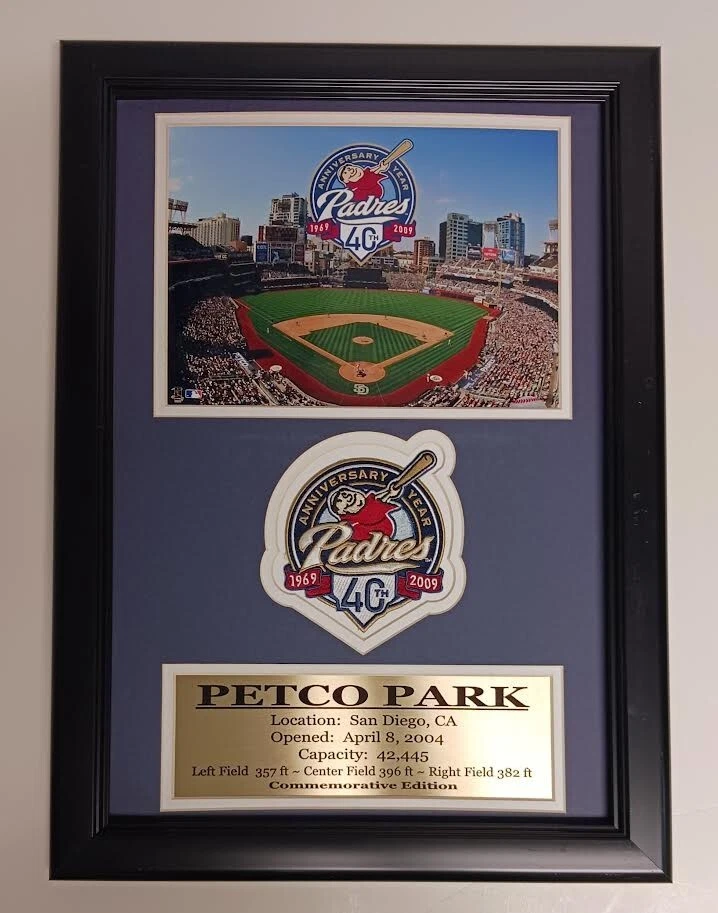 ANNIVERSARY YEAR
Padres
1969 2009
40TH
SD
ANNIVERSARY YEAR
Padres
1969 2009
40TH
PETCO PARK
Location: San Diego, CA
Opened: April 8, 2004
Capacity: 42,445
Left Field 357 ft ~ Center Field 396 ft ~ Right Field 382 ft
Commemorative Edition